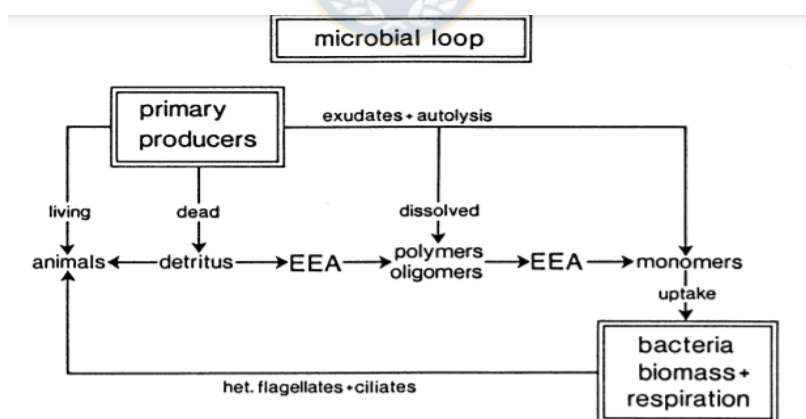 microbial loop
primary
producers
exudates + autolysis
living
dead
dissolved
animals
detritus
EEA
polymers
oligomers
EEA
monomers
uptake
bacteria
biomass +
respiration
het. flagellates + ciliates